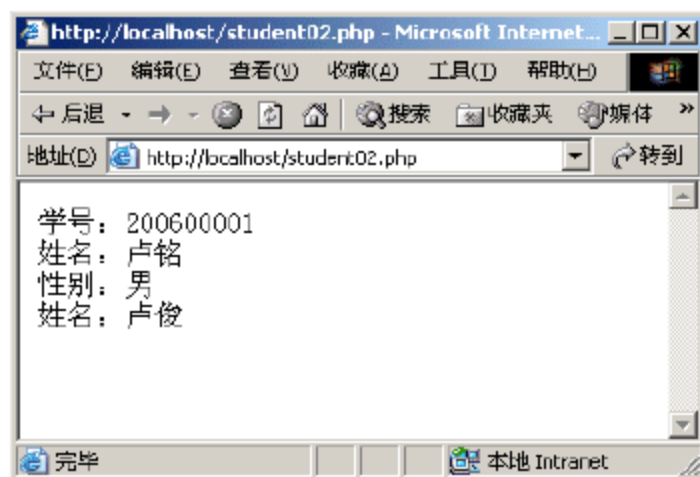 http://localhost/student02.php - Microsoft Internet...
文件(F) 编辑(E) 查看(V) 收藏(A) 工具(T) 帮助(H)
后退 搜索 收藏夹 媒体 »
地址(D) http://localhost/student02.php 转到
学号：200600001
姓名：卢铭
性别：男
姓名：卢俊
完毕 本地 Intranet